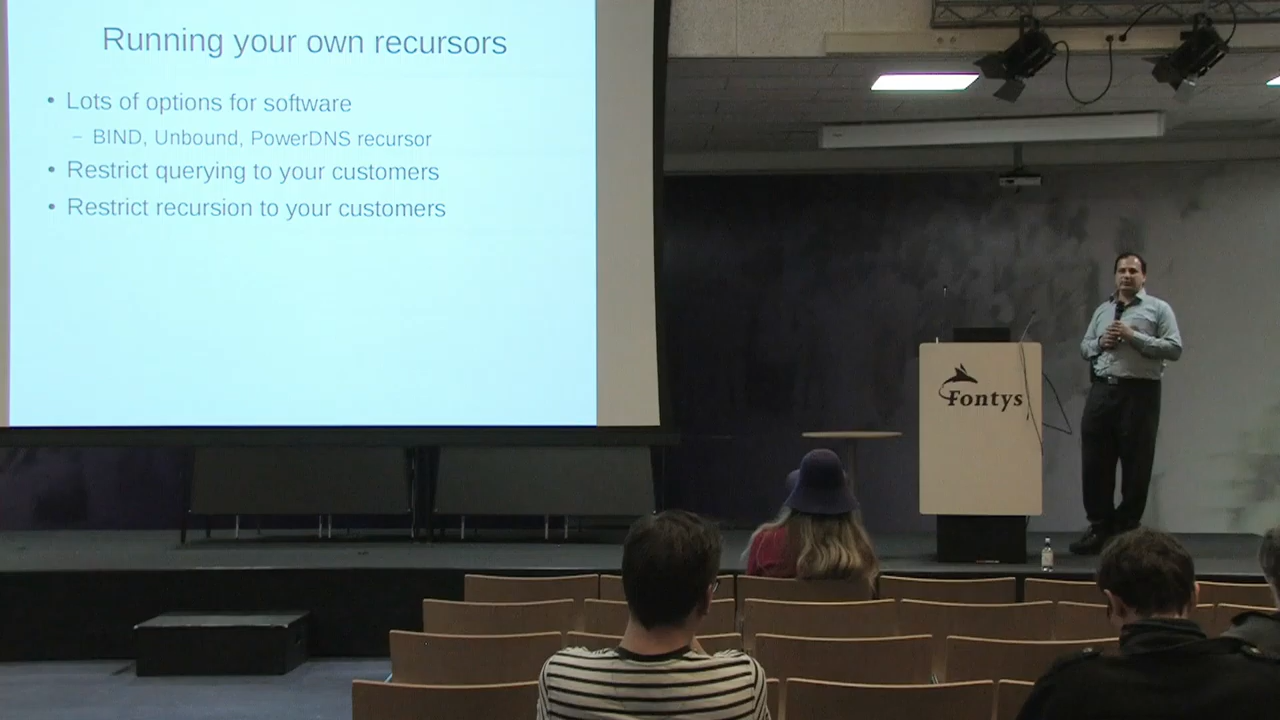 Running your own recursors
• Lots of options for software
– BIND, Unbound, PowerDNS recursor
• Restrict querying to your customers
• Restrict recursion to your customers
Fontys